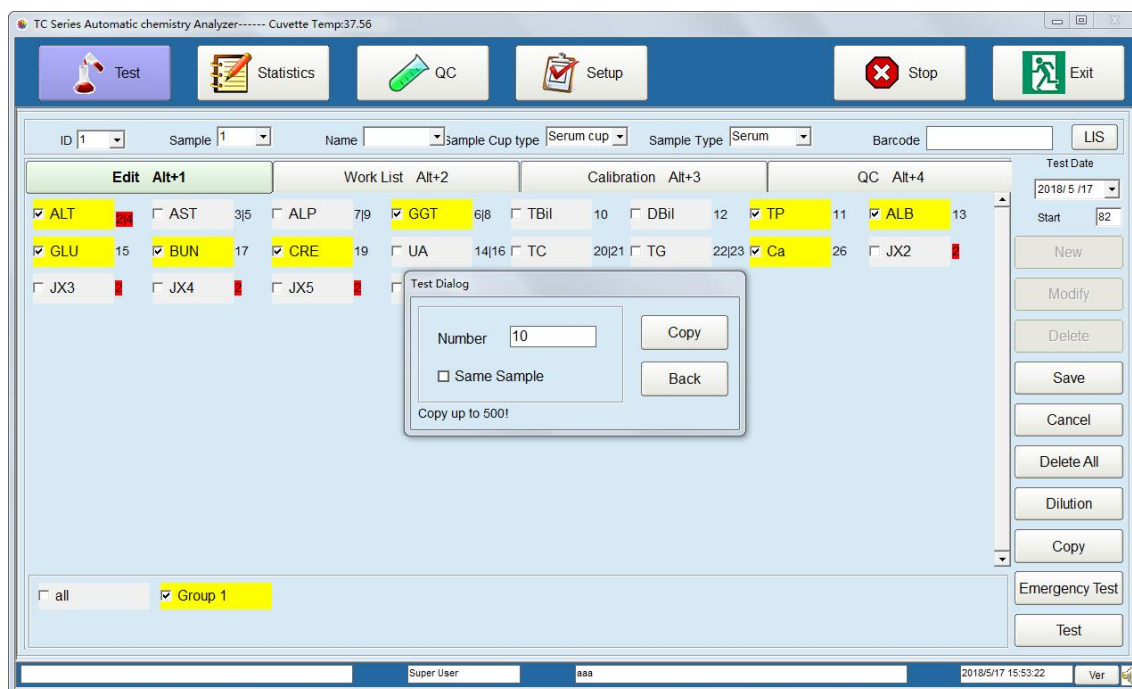 TC Series Automatic chemistry Analyzer------ Cuvette Temp:37.56
Test Statistics QC Setup Stop Exit
ID 1 Sample 1 Name Sample Cup type Serum cup Sample Type Serum Barcode LIS
Edit Alt+1 Work List Alt+2 Calibration Alt+3 QC Alt+4
Test Date
2018/ 5 /17
Start 82
ALT 2|4 AST 3|5 ALP 7|9 GGT 6|8 TBil 10 DBil 12 TP 11 ALB 13
GLU 15 BUN 17 CRE 19 UA 14|16 TC 20|21 TG 22|23 Ca 26 JX2 2
JX3 2 JX4 2 JX5 2
Test Dialog
Number 10 Copy
Same Sample Back
Copy up to 500!
New
Modify
Delete
Save
Cancel
Delete All
Dilution
Copy
Emergency Test
Test
all Group 1
Super User aaa 2018/5/17 15:53:22 Ver